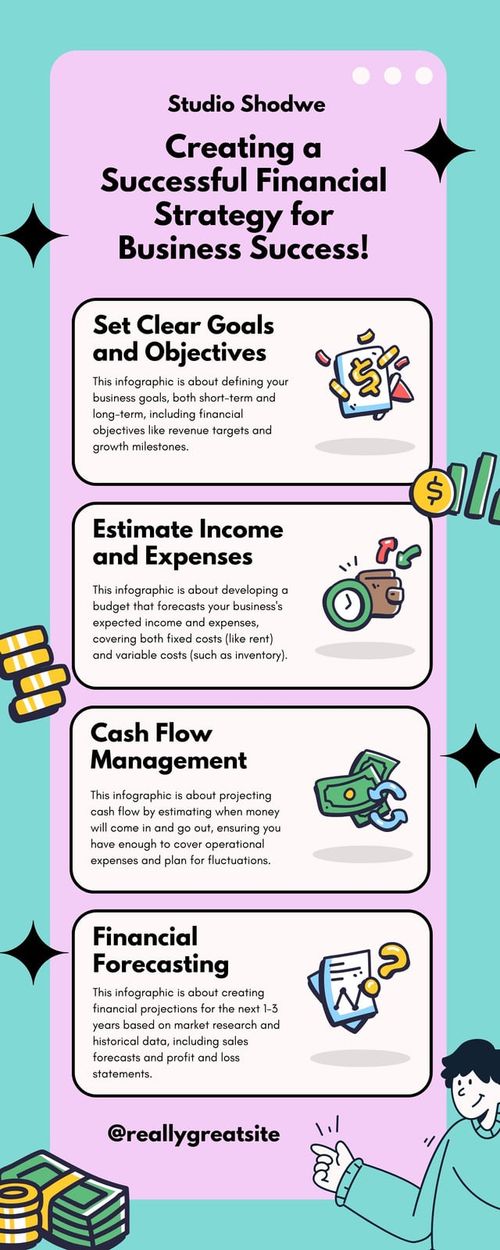 Studio Shodwe
Creating a
Successful Financial
Strategy for
Business Success!
Set Clear Goals
and Objectives
This infographic is about defining your
business goals, both short-term and
long-term, including financial
objectives like revenue targets and
growth milestones.
Estimate Income
and Expenses
This infographic is about developing a
budget that forecasts your business's
expected income and expenses,
covering both fixed costs (like rent)
and variable costs (such as inventory).
Cash Flow
Management
This infographic is about projecting
cash flow by estimating when money
will come in and go out, ensuring you
have enough to cover operational
expenses and plan for fluctuations.
Financial
Forecasting
This infographic is about creating
financial projections for the next 1-3
years based on market research and
historical data, including sales
forecasts and profit and loss
statements.
@reallygreatsite